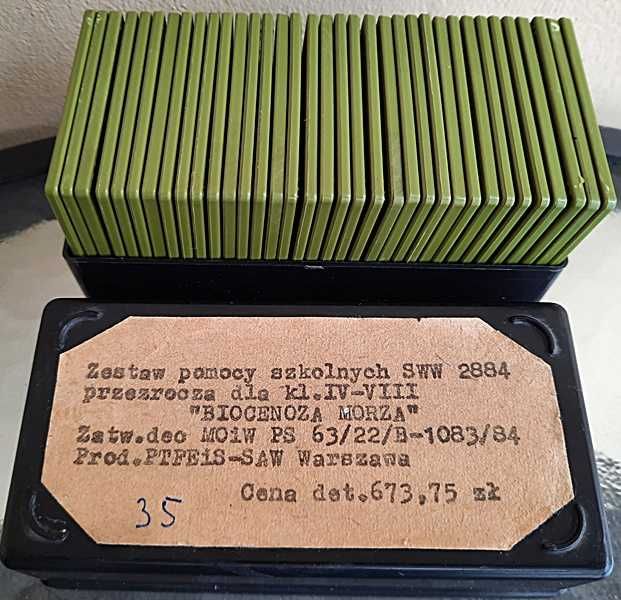 Zestaw pomocy szkolnych SWW 2884
przezrocza dla kl.IV-VIII
"BIOCENOZA MORZA"
Zatw.dec MOiW PS 63/22/B-1083/84
Prod.PTFEiS-SAW Warszawa
Cena det.673,75 zł
35